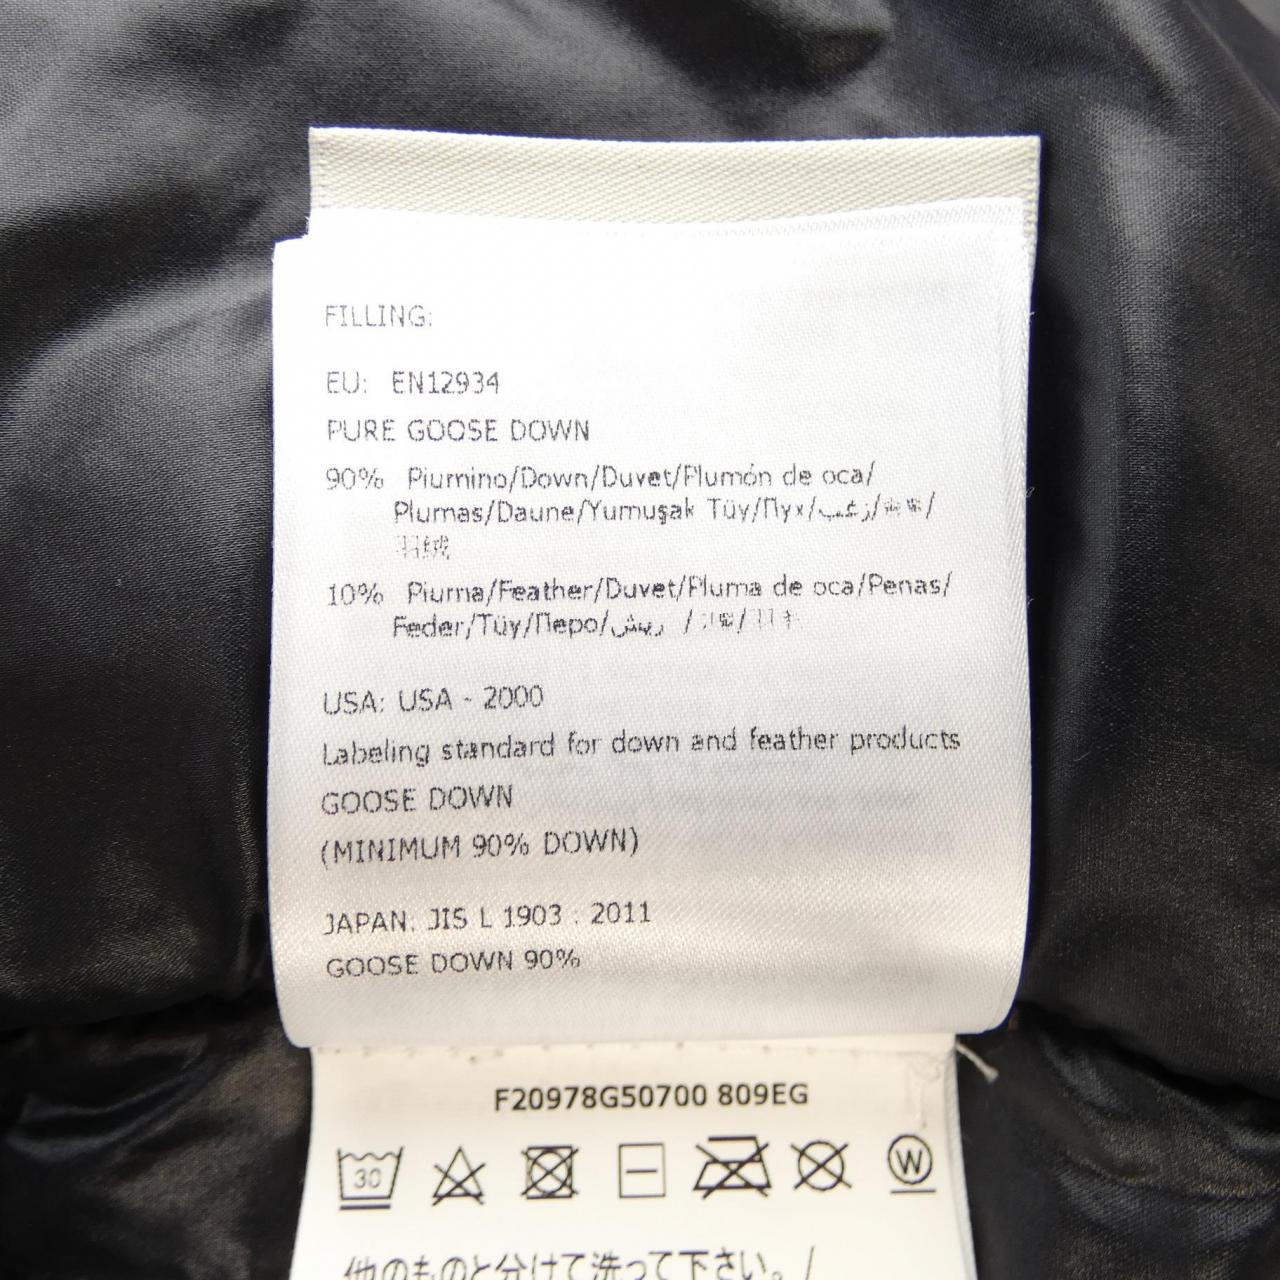 FILLING:
EU: EN12934
PURE GOOSE DOWN
90% Piumino/Down/Duvet/Plumón de oca/
Plumas/Daune/Yumuşak Tüy/Пух/زغب/
羽绒
10% Piuma/Feather/Duvet/Pluma de oca/Penas/
Feder/Tüy/Перо/ريش /
USA: USA - 2000
Labeling standard for down and feather products
GOOSE DOWN
(MINIMUM 90% DOWN)
JAPAN: JIS L 1903 : 2011
GOOSE DOWN 90%
F20978G50700 809EG
30 W
他のものと分けて洗って下さい。/